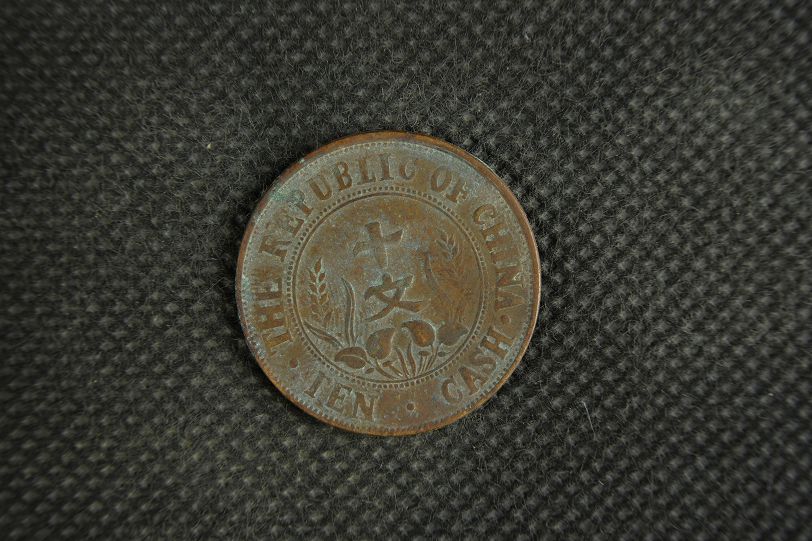 THE REPUBLIC OF CHINA
十
文
· TEN · CASH ·